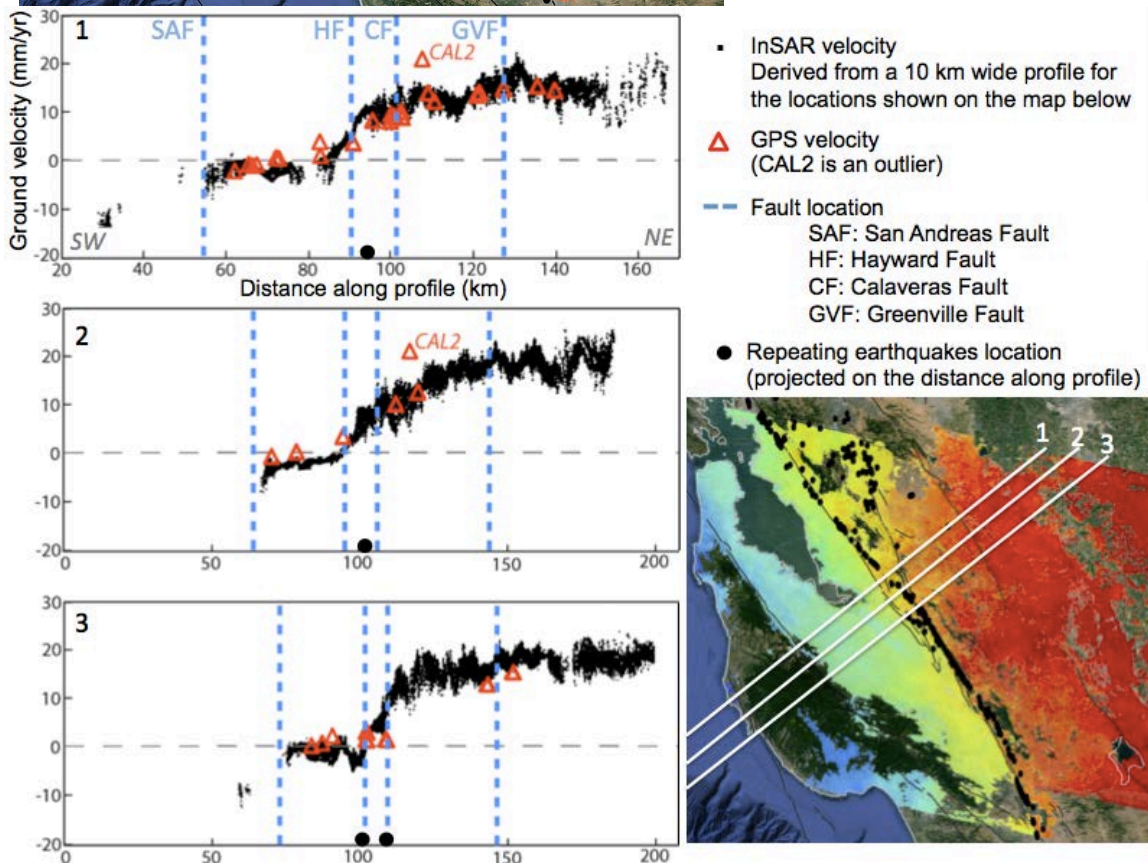 Ground velocity (mm/yr)
30
20
10
0
-10
-20
1
SAF
HF
CF
GVF
CAL2
SW
NE
20 40 60 80 100 120 140 160
Distance along profile (km)
30
20
10
0
-10
-20
2
CAL2
0 50 100 150 200
30
20
10
0
-10
-20
3
0 50 100 150 200
InSAR velocity
Derived from a 10 km wide profile for
the locations shown on the map below
GPS velocity
(CAL2 is an outlier)
Fault location
SAF: San Andreas Fault
HF: Hayward Fault
CF: Calaveras Fault
GVF: Greenville Fault
Repeating earthquakes location
(projected on the distance along profile)
1 2 3